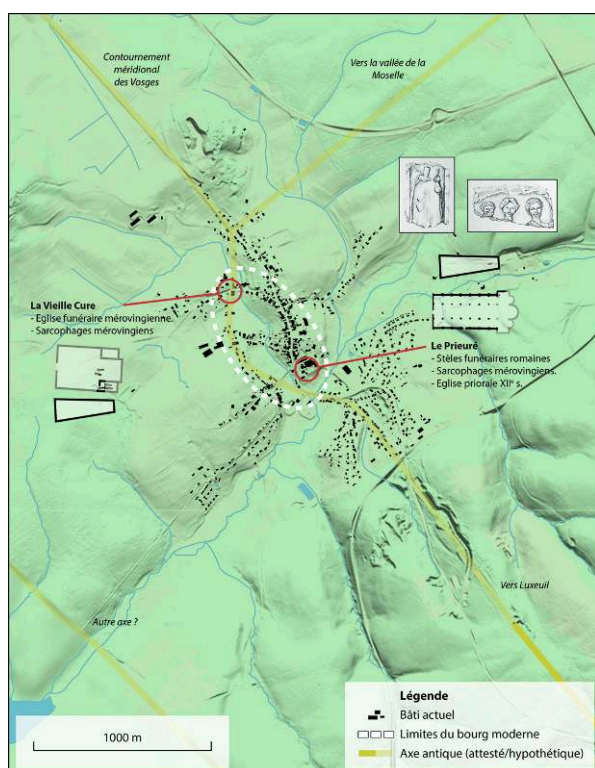 Contournement
méridional
des Vosges
Vers la vallée de la
Moselle
La Vieille Cure
- Eglise funéraire mérovingienne.
- Sarcophages mérovingiens
Le Prieuré
- Stèles funéraires romaines
- Sarcophages mérovingiens.
- Eglise priorale XIIᵉ s.
Vers Luxeuil
Autre axe ?
1000 m
Légende
Bâti actuel
Limites du bourg moderne
Axe antique (attesté/hypothétique)